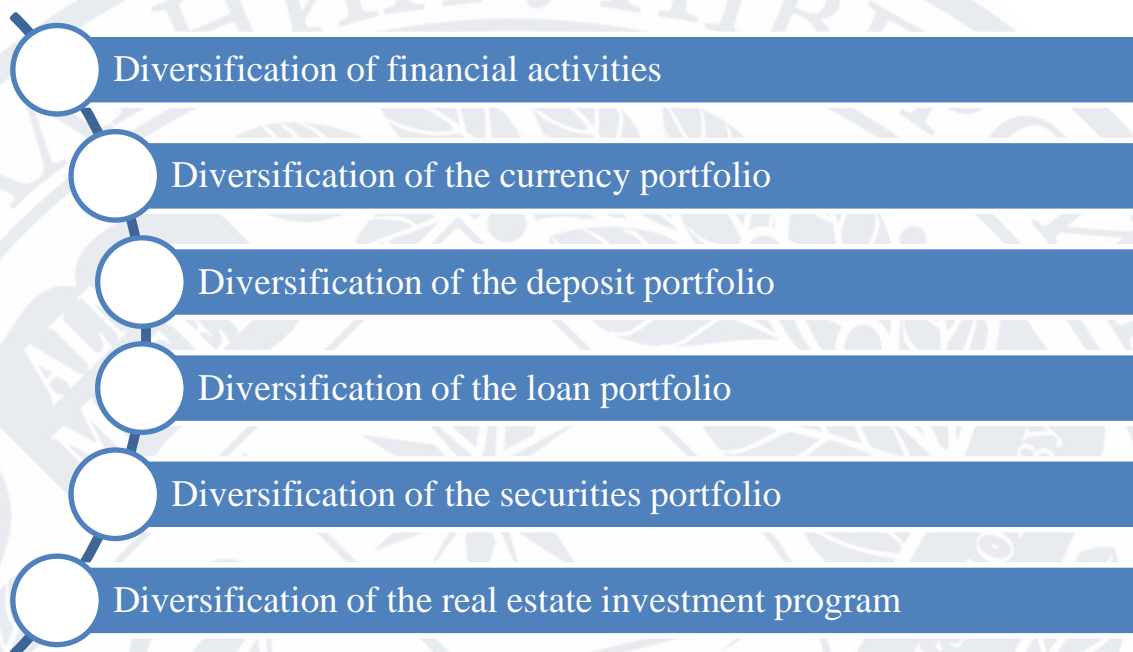 Diversification of financial activities
Diversification of the currency portfolio
Diversification of the deposit portfolio
Diversification of the loan portfolio
Diversification of the securities portfolio
Diversification of the real estate investment program